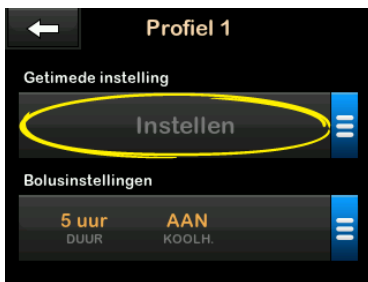 Profiel 1
Getimede instelling
Instellen
Bolusinstellingen
5 uur AAN
DUUR KOOLH.